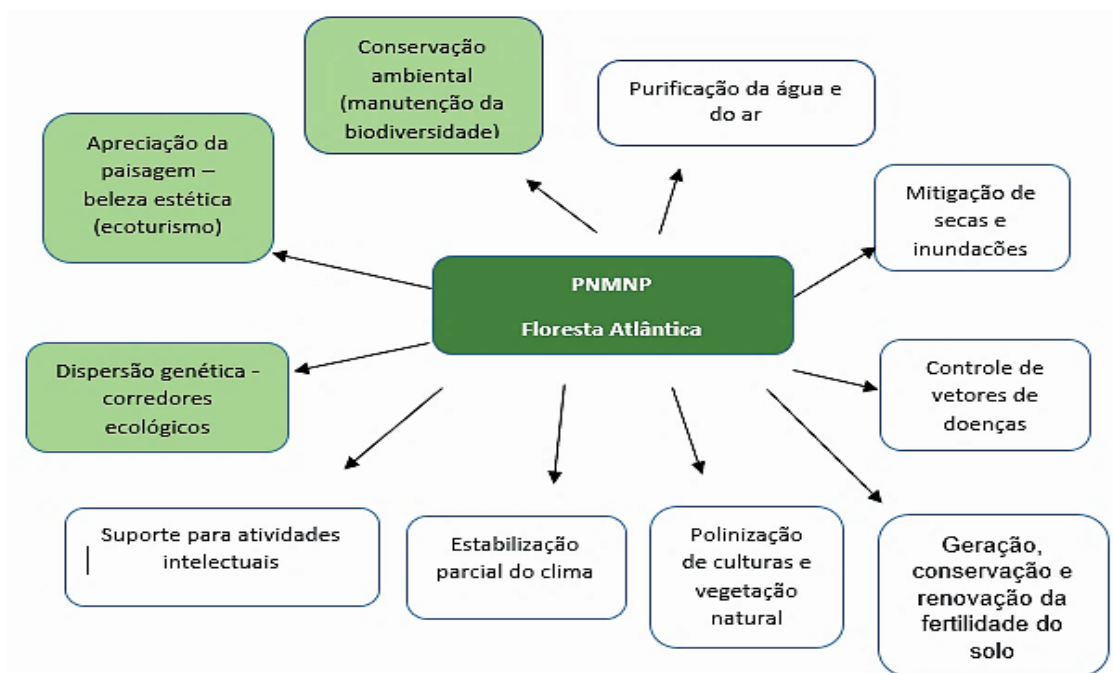 Conservação
ambiental
(manutenção da
biodiversidade)
Purificação da água e
do ar
Apreciação da
paisagem –
beleza estética
(ecoturismo)
Mitigação de
secas e
inundacões
PNMNP
Floresta Atlântica
Dispersão genética -
corredores
ecológicos
Controle de
vetores de
doenças
Suporte para atividades
intelectuais
Estabilização
parcial do clima
Polinização
de culturas e
vegetação
natural
Geração,
conservação e
renovação da
fertilidade do
solo